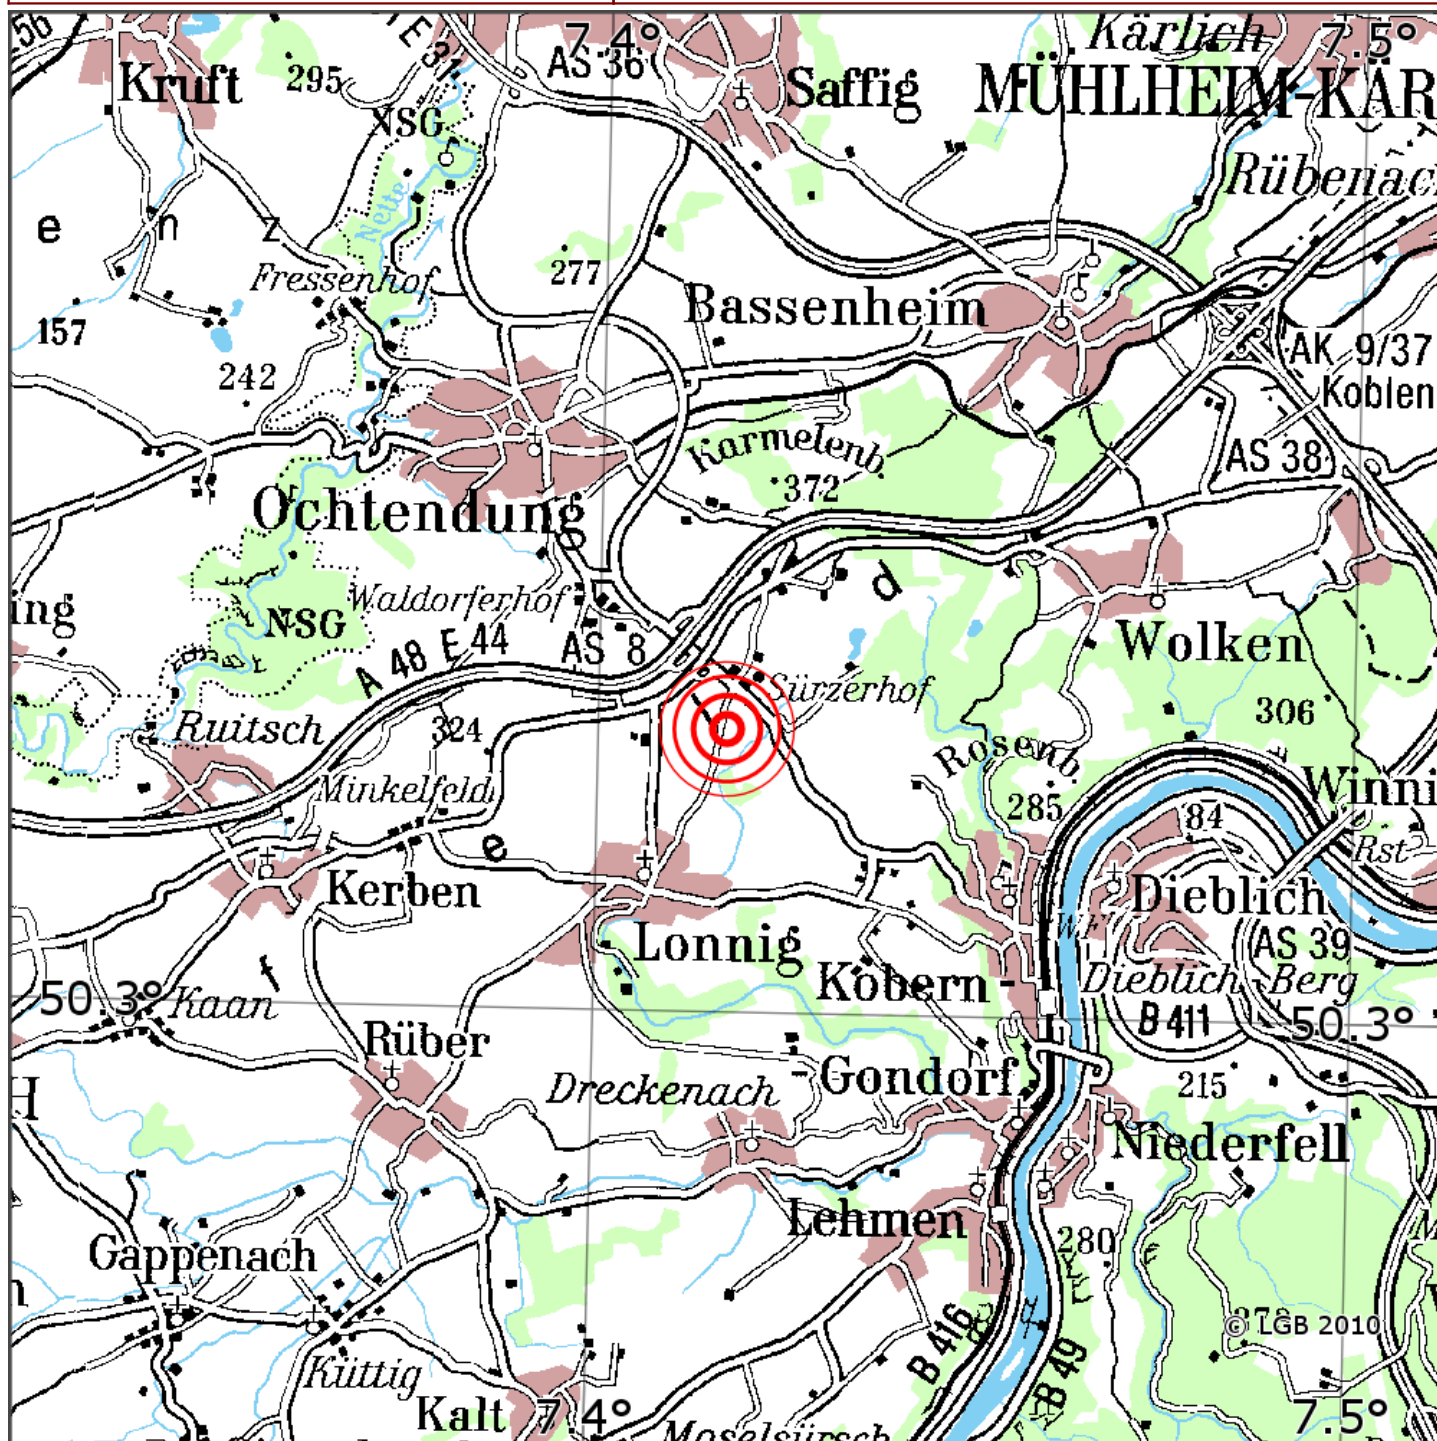 7.4°
7.5°
Kärlich
E 31
AS 36
Kruft
295
Saffig
MÜHLHEIM-KÄR
NSG
Rübenac
Nette
e n z
Fressenhof
277
157
Bassenheim
242
AK 9/37
Koblen
Karmelenb.
372
AS 38
Ochtendung
d
Waldorferhof
ing
NSG
A 48 E 44
AS 8
Wolken
Sürzerhof
Ruitsch
324
306
Rosenb.
Minkelfeld
285
84
Winni
e
Rst
Kerben
Dieblich
Lonnig
AS 39
f
Kobern-
Dieblich Berg
50.3°
Kaan
B 411
50.3°
Rüber
-Gondorf
H
Dreckenach
215
Niederfell
Lehmen
280
Gappenach
n
B 416
© LGB 2010
Küttig
B 49
Kalt
7.4°
7.5°
Moselsürsch